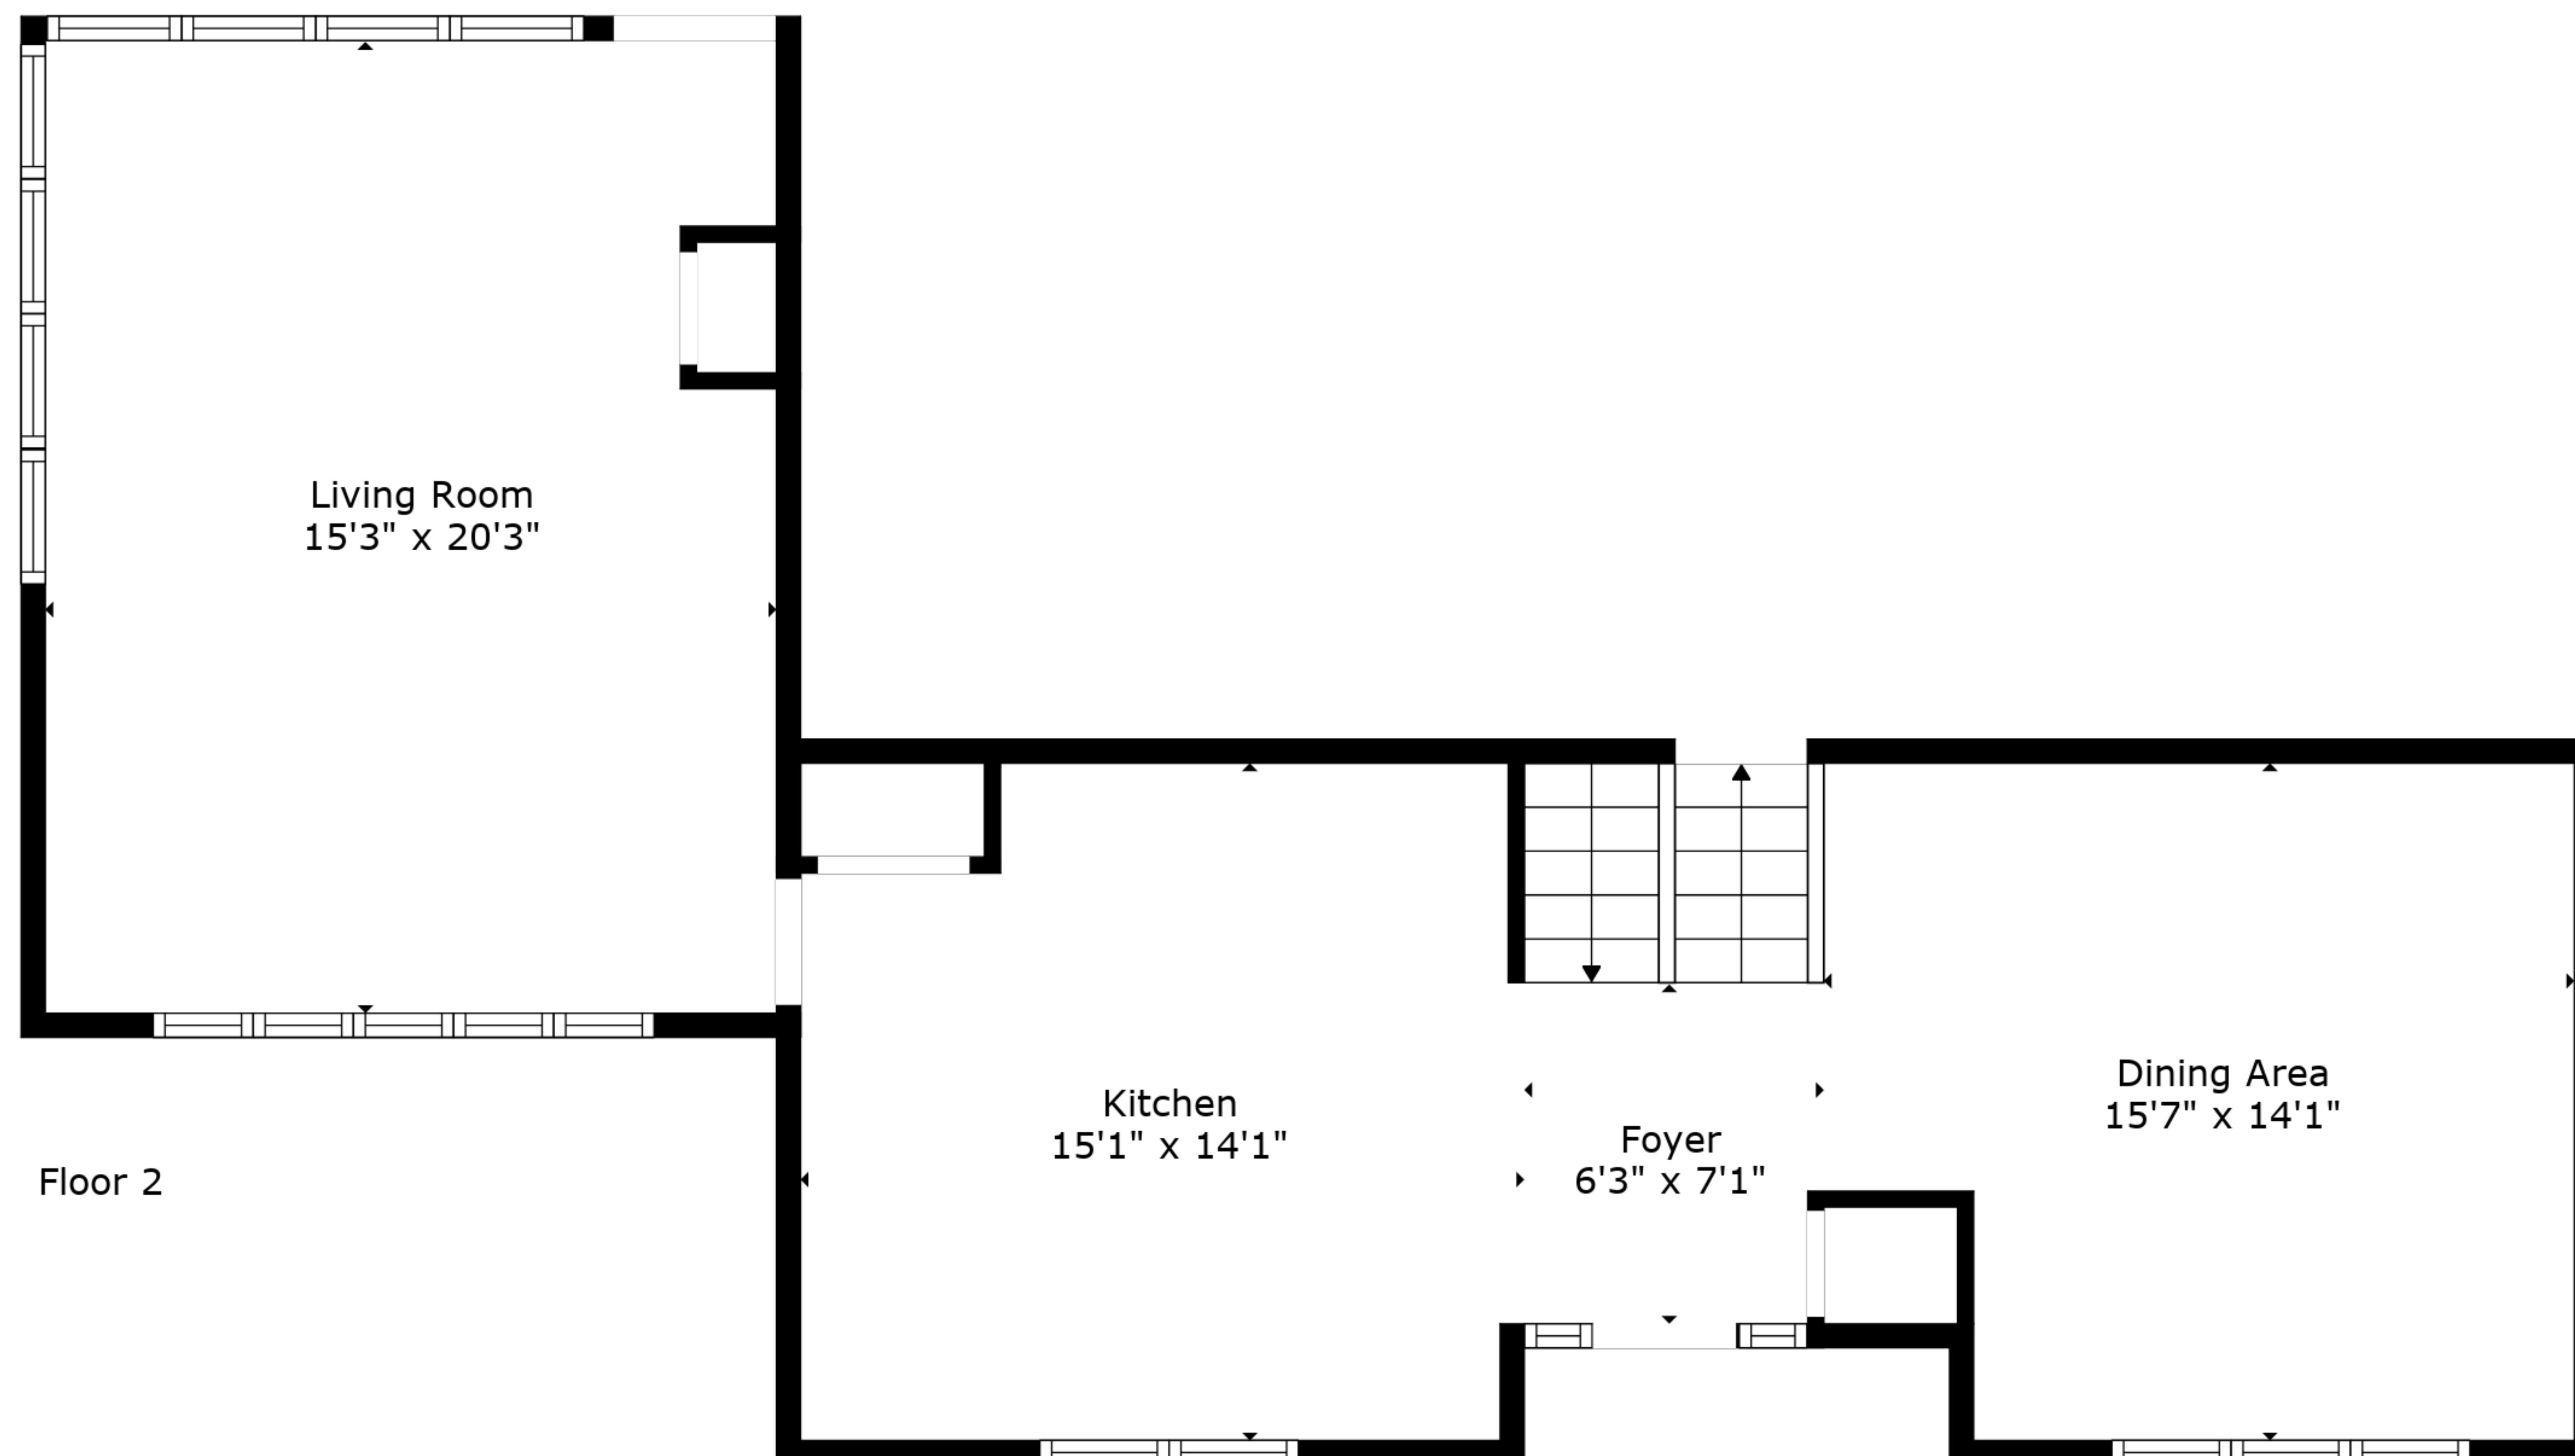 Living Room
15'3" x 20'3"
Kitchen
15'1" x 14'1"
Foyer
6'3" x 7'1"
Dining Area
15'7" x 14'1"
Floor 2